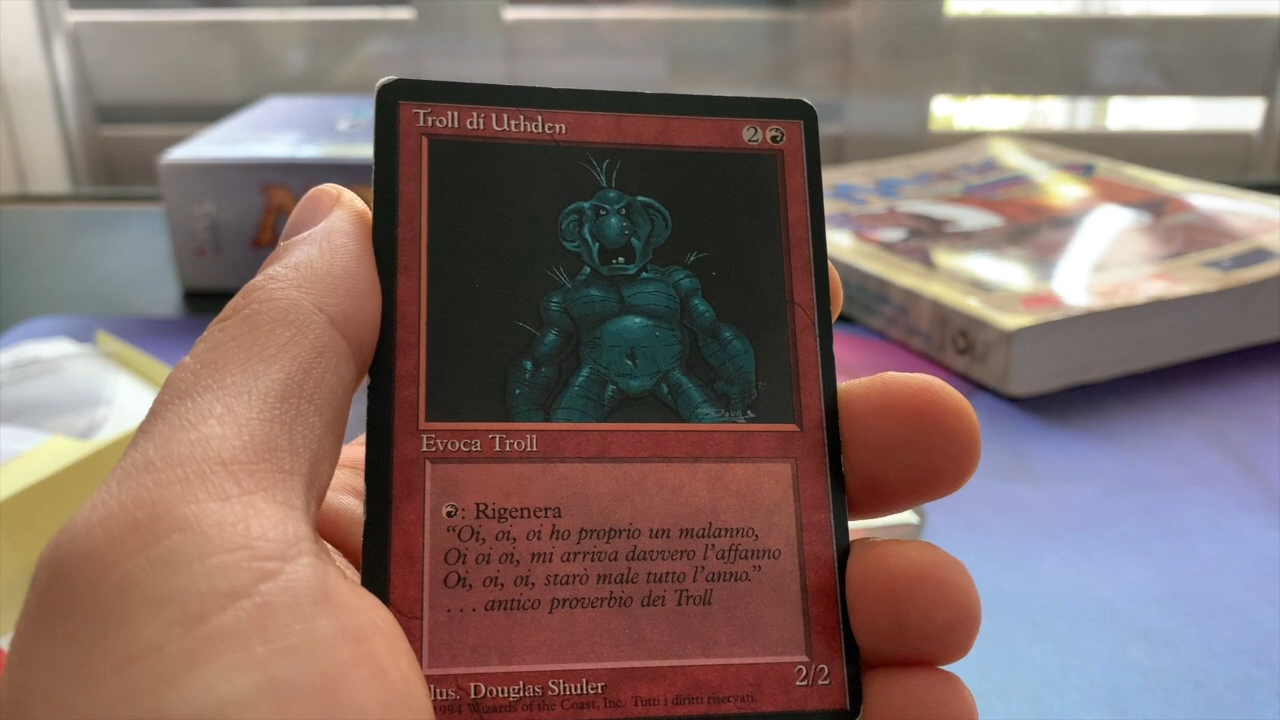 Troll di Uthden
2
Evoca Troll
: Rigenera
“Oi, oi, oi ho proprio un malanno,
Oi oi oi, mi arriva davvero l'affanno
Oi, oi, oi, starò male tutto l'anno.”
. . . antico proverbio dei Troll
2/2
lus. Douglas Shuler
1994 Wizards of the Coast, Inc. Tutti i diritti riservati.